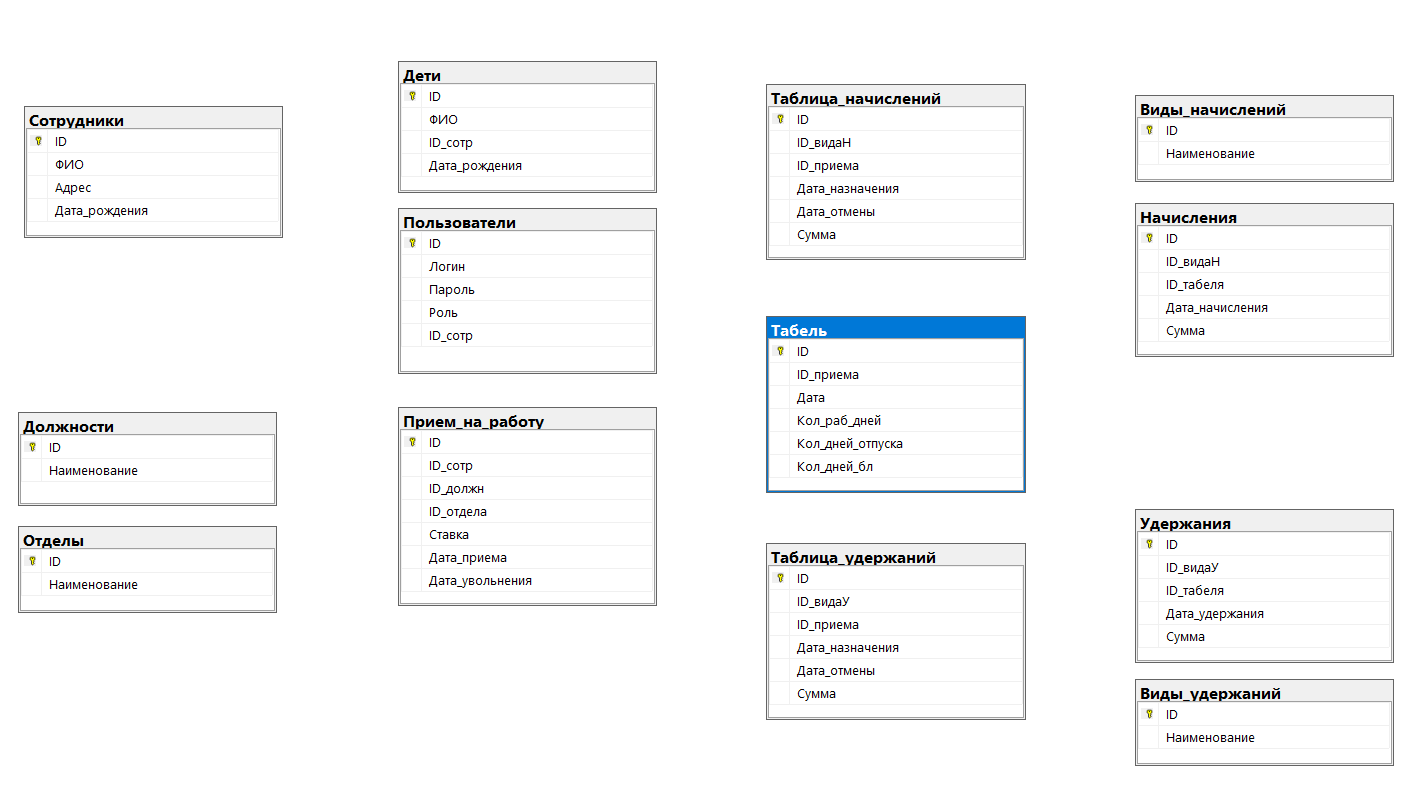 Сотрудники
ID
ФИО
Адрес
Дата_рождения
Должности
ID
Наименование
Отделы
ID
Наименование
Дети
ID
ФИО
ID_сотр
Дата_рождения
Пользователи
ID
Логин
Пароль
Роль
ID_сотр
Прием_на_работу
ID
ID_сотр
ID_должн
ID_отдела
Ставка
Дата_приема
Дата_увольнения
Таблица_начислений
ID
ID_видаН
ID_приема
Дата_назначения
Дата_отмены
Сумма
Табель
ID
ID_приема
Дата
Кол_раб_дней
Кол_дней_отпуска
Кол_дней_бл
Таблица_удержаний
ID
ID_видаУ
ID_приема
Дата_назначения
Дата_отмены
Сумма
Виды_начислений
ID
Наименование
Начисления
ID
ID_видаН
ID_табеля
Дата_начисления
Сумма
Удержания
ID
ID_видаУ
ID_табеля
Дата_удержания
Сумма
Виды_удержаний
ID
Наименование